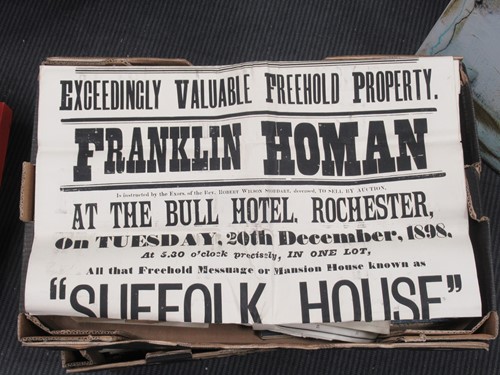 EXCEEDINGLY VALUABLE FREEHOLD PROPERTY.
FRANKLIN HOMAN
Is instructed by the Exors. of the Rev. ROBERT WILSON deceased, TO SELL BY AUCTION,
AT THE BULL HOTEL, ROCHESTER,
On TUESDAY, 20th December, 1898,
At 5.30 o'clock precisely, IN ONE LOT,
All that Freehold Messuage or Mansion House known as
"SUFFOLK HOUSE"